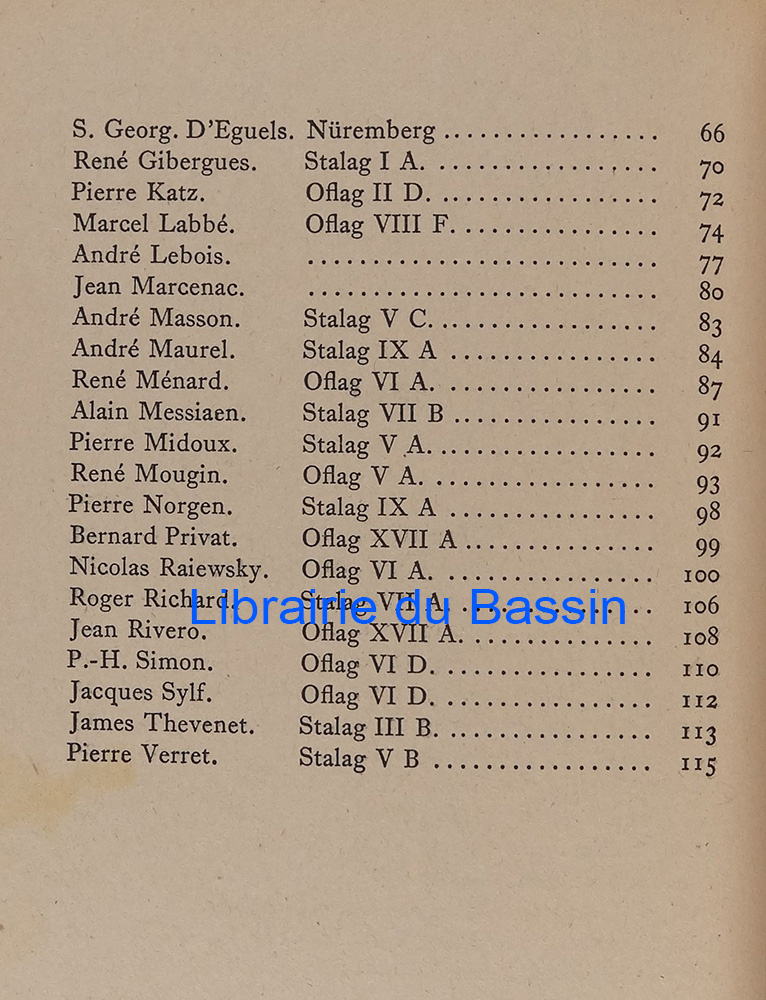 S. Georg. D'Eguels. Nüremberg .................. 66
René Gibergues. Stalag I A. .................. 70
Pierre Katz. Oflag II D. .................. 72
Marcel Labbé. Oflag VIII F. ................ 74
André Lebois. ............................ 77
Jean Marcenac. ............................ 80
André Masson. Stalag V C. .................. 83
André Maurel. Stalag IX A ................. 84
René Ménard. Oflag VI A. ................. 87
Alain Messiaen. Stalag VII B ................. 91
Pierre Midoux. Stalag V A. .................. 92
René Mougin. Oflag V A. .................. 93
Pierre Norgen. Stalag IX A ................. 98
Bernard Privat. Oflag XVII A ............... 99
Nicolas Raiewsky. Oflag VI A. ................. 100
Roger Richard. Stalag VII A. ................ 106
Librairie du Bassin
Jean Rivero. Oflag XVII A. ............... 108
P.-H. Simon. Oflag VI D. ................. 110
Jacques Sylf. Oflag VI D. ................. 112
James Thevenet. Stalag III B. ................. 113
Pierre Verret. Stalag V B .................. 115